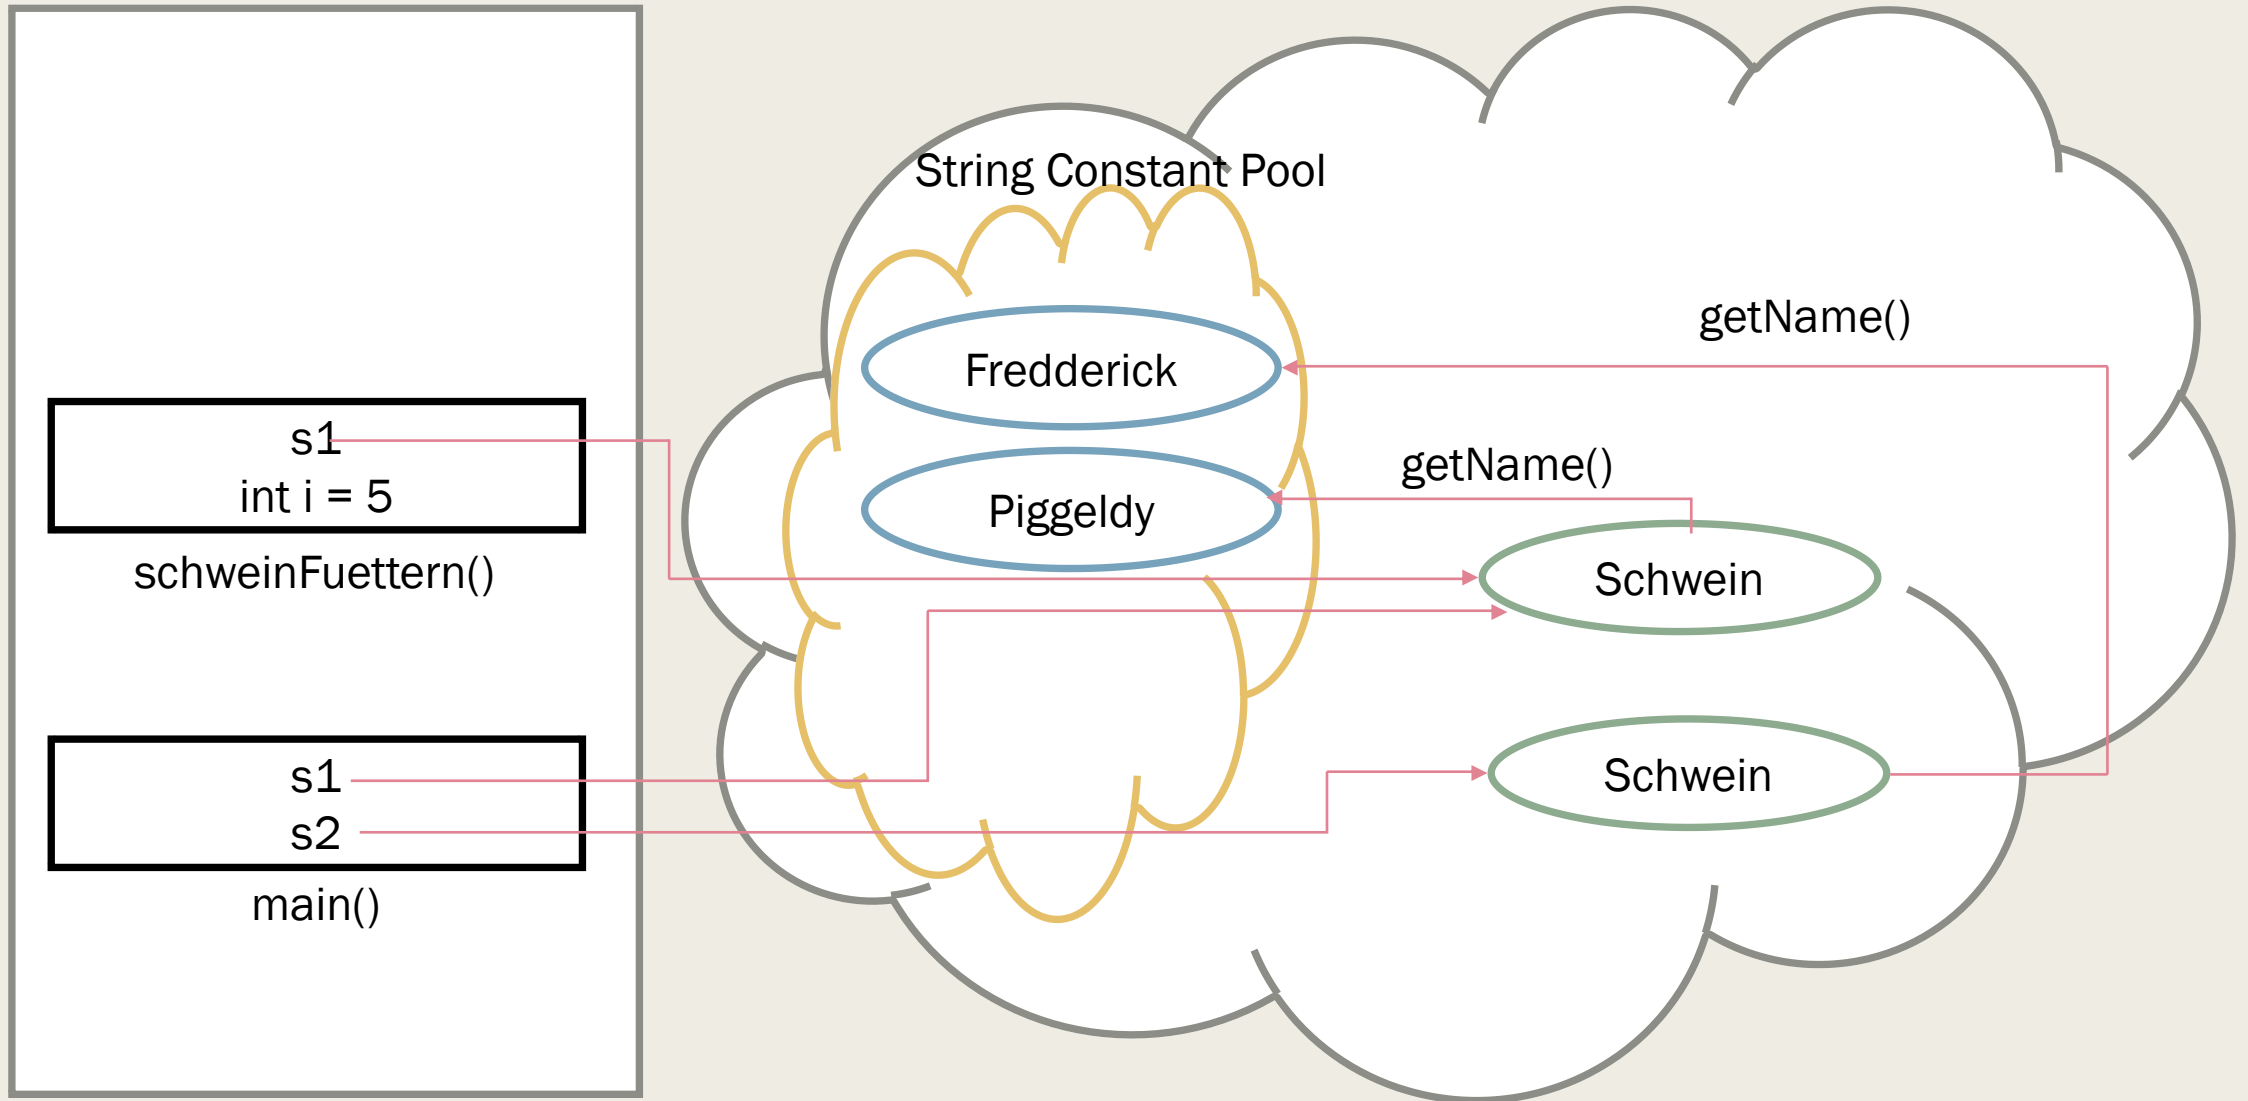 s1
int i = 5
schweinFuettern()
s1
s2
main()
String Constant Pool
Fredderick
Piggeldy
getName()
getName()
Schwein
Schwein